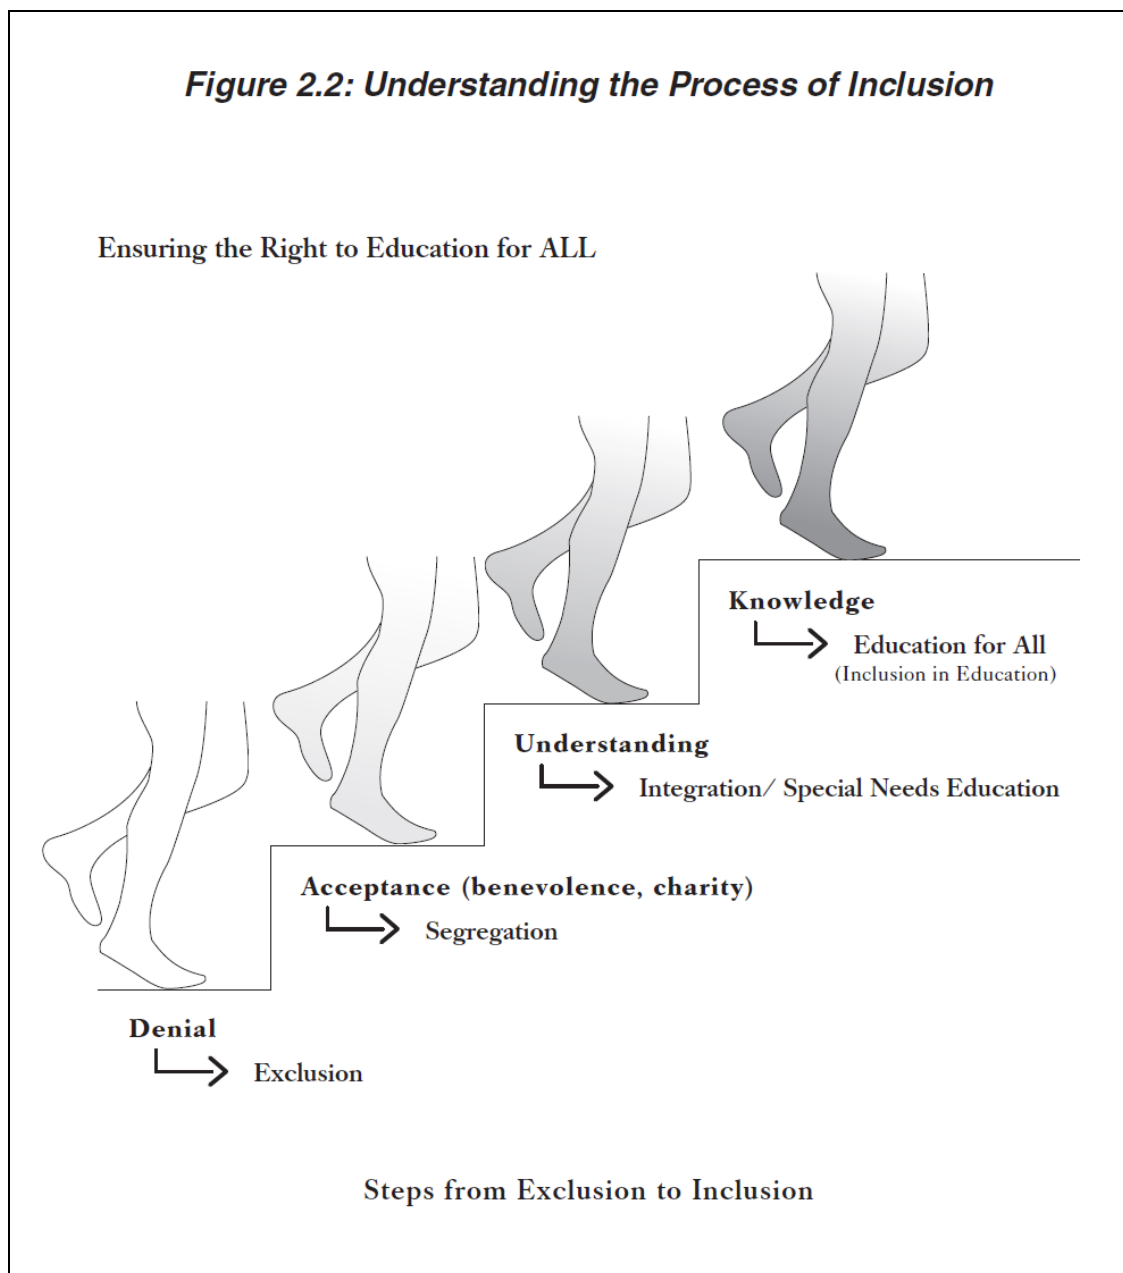 Figure 2.2: Understanding the Process of Inclusion
Ensuring the Right to Education for ALL
Knowledge
Education for All
(Inclusion in Education)
Understanding
Integration/ Special Needs Education
Acceptance (benevolence, charity)
Segregation
Denial
Exclusion
Steps from Exclusion to Inclusion